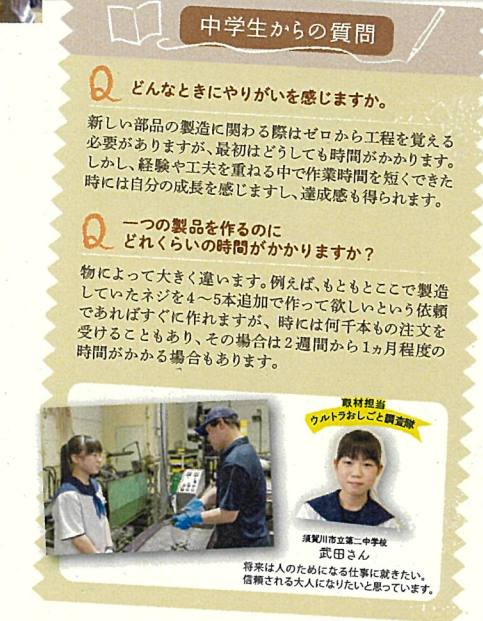 中学生からの質問
Q どんなときにやりがいを感じますか。
新しい部品の製造に関わる際はゼロから工程を覚える
必要がありますが、最初はどうしても時間がかかります。
しかし、経験や工夫を重ねる中で作業時間を短くできた
時には自分の成長を感じますし、達成感も得られます。
Q 一つの製品を作るのに
どれくらいの時間がかかりますか？
物によって大きく違います。例えば、もともとここで製造
していたネジを4〜5本追加で作って欲しいという依頼
であればすぐに作れますが、時には何千本もの注文を
受けることもあり、その場合は2週間から1ヵ月程度の
時間がかかる場合もあります。
取材担当
ウルトラおしごと調査隊
須賀川市立第二中学校
武田さん
将来は人のためになる仕事に就きたい。
信頼される大人になりたいと思っています。